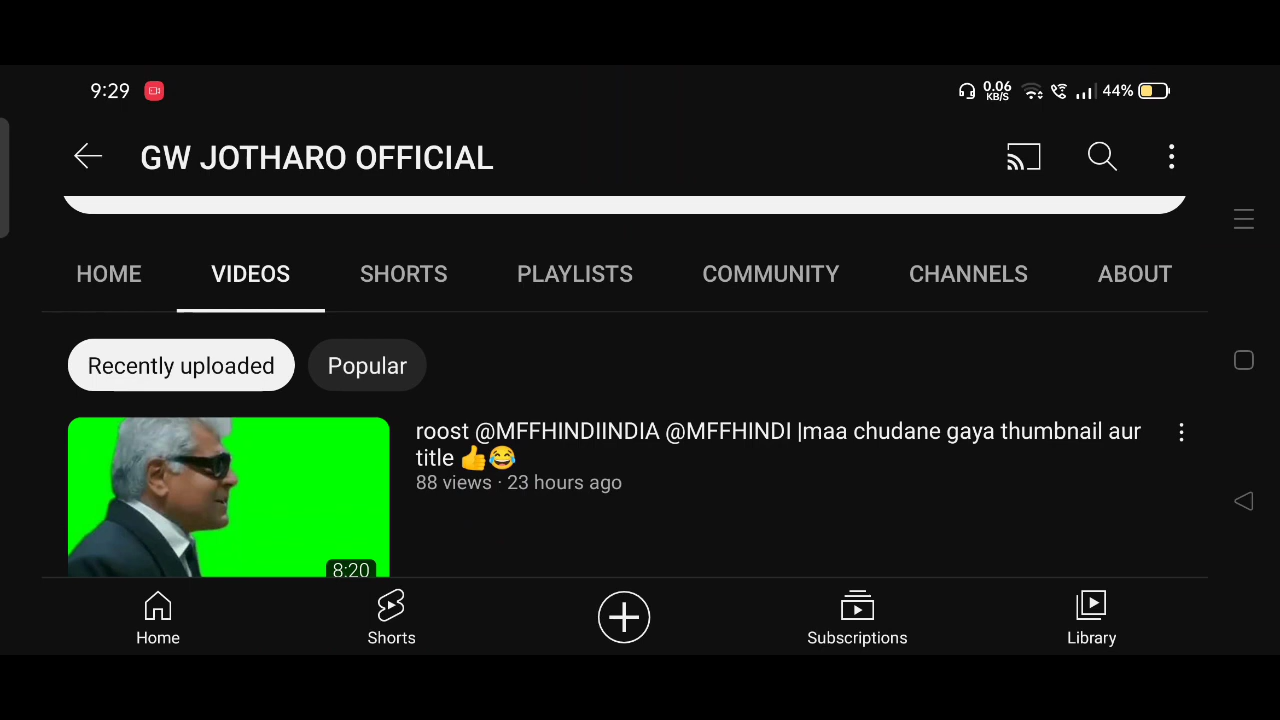 9:29 0.06 KB/S 44%
GW JOTHARO OFFICIAL
HOME VIDEOS SHORTS PLAYLISTS COMMUNITY CHANNELS ABOUT
Recently uploaded Popular
roost @MFFHINDIINDIA @MFFHINDI |maa chudane gaya thumbnail aur
title 👍😂
88 views · 23 hours ago
8:20
Home Shorts Subscriptions Library